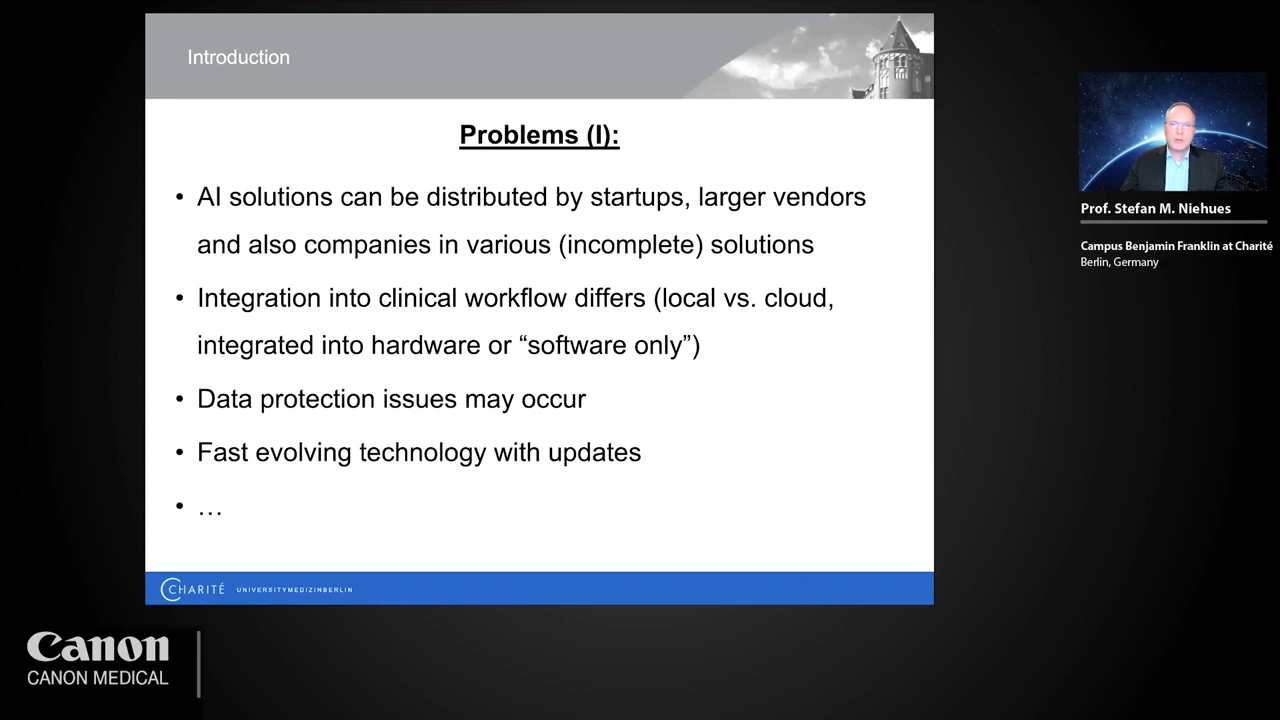 Introduction
Problems (I):
• AI solutions can be distributed by startups, larger vendors
and also companies in various (incomplete) solutions
• Integration into clinical workflow differs (local vs. cloud,
integrated into hardware or “software only”)
• Data protection issues may occur
• Fast evolving technology with updates
• …
CHARITÉ UNIVERSITYMEDIZINBERLIN
Prof. Stefan M. Niehues
Campus Benjamin Franklin at Charité
Berlin, Germany
Canon
CANON MEDICAL